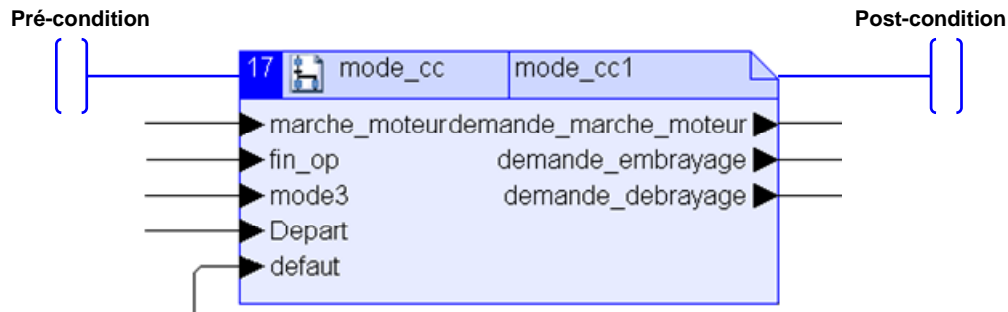 Pré-condition Post-condition
17 mode_cc mode_cc1
marche_moteur demande_marche_moteur
fin_op demande_embrayage
mode3 demande_debrayage
Depart
defaut